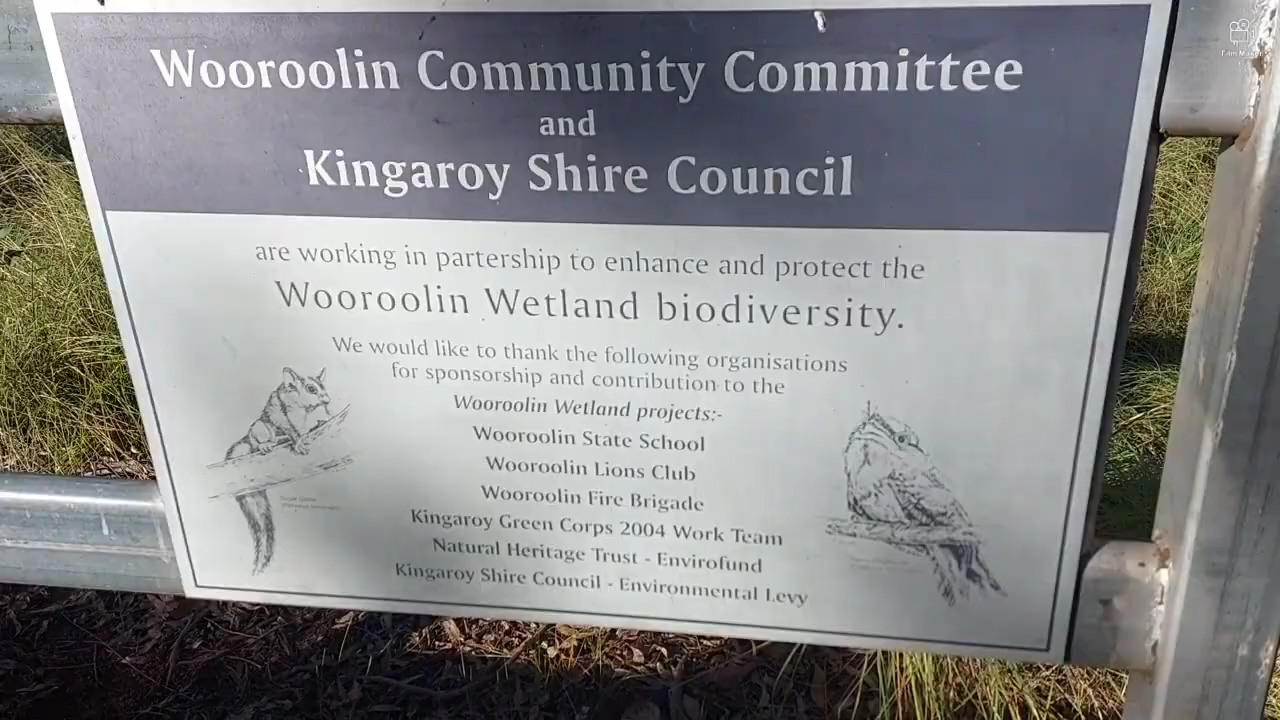 Wooroolin Community Committee
and
Kingaroy Shire Council
are working in partership to enhance and protect the
Wooroolin Wetland biodiversity.
We would like to thank the following organisations
for sponsorship and contribution to the
Wooroolin Wetland projects:-
Wooroolin State School
Wooroolin Lions Club
Wooroolin Fire Brigade
Kingaroy Green Corps 2004 Work Team
Natural Heritage Trust - Envirofund
Kingaroy Shire Council - Environmental Levy